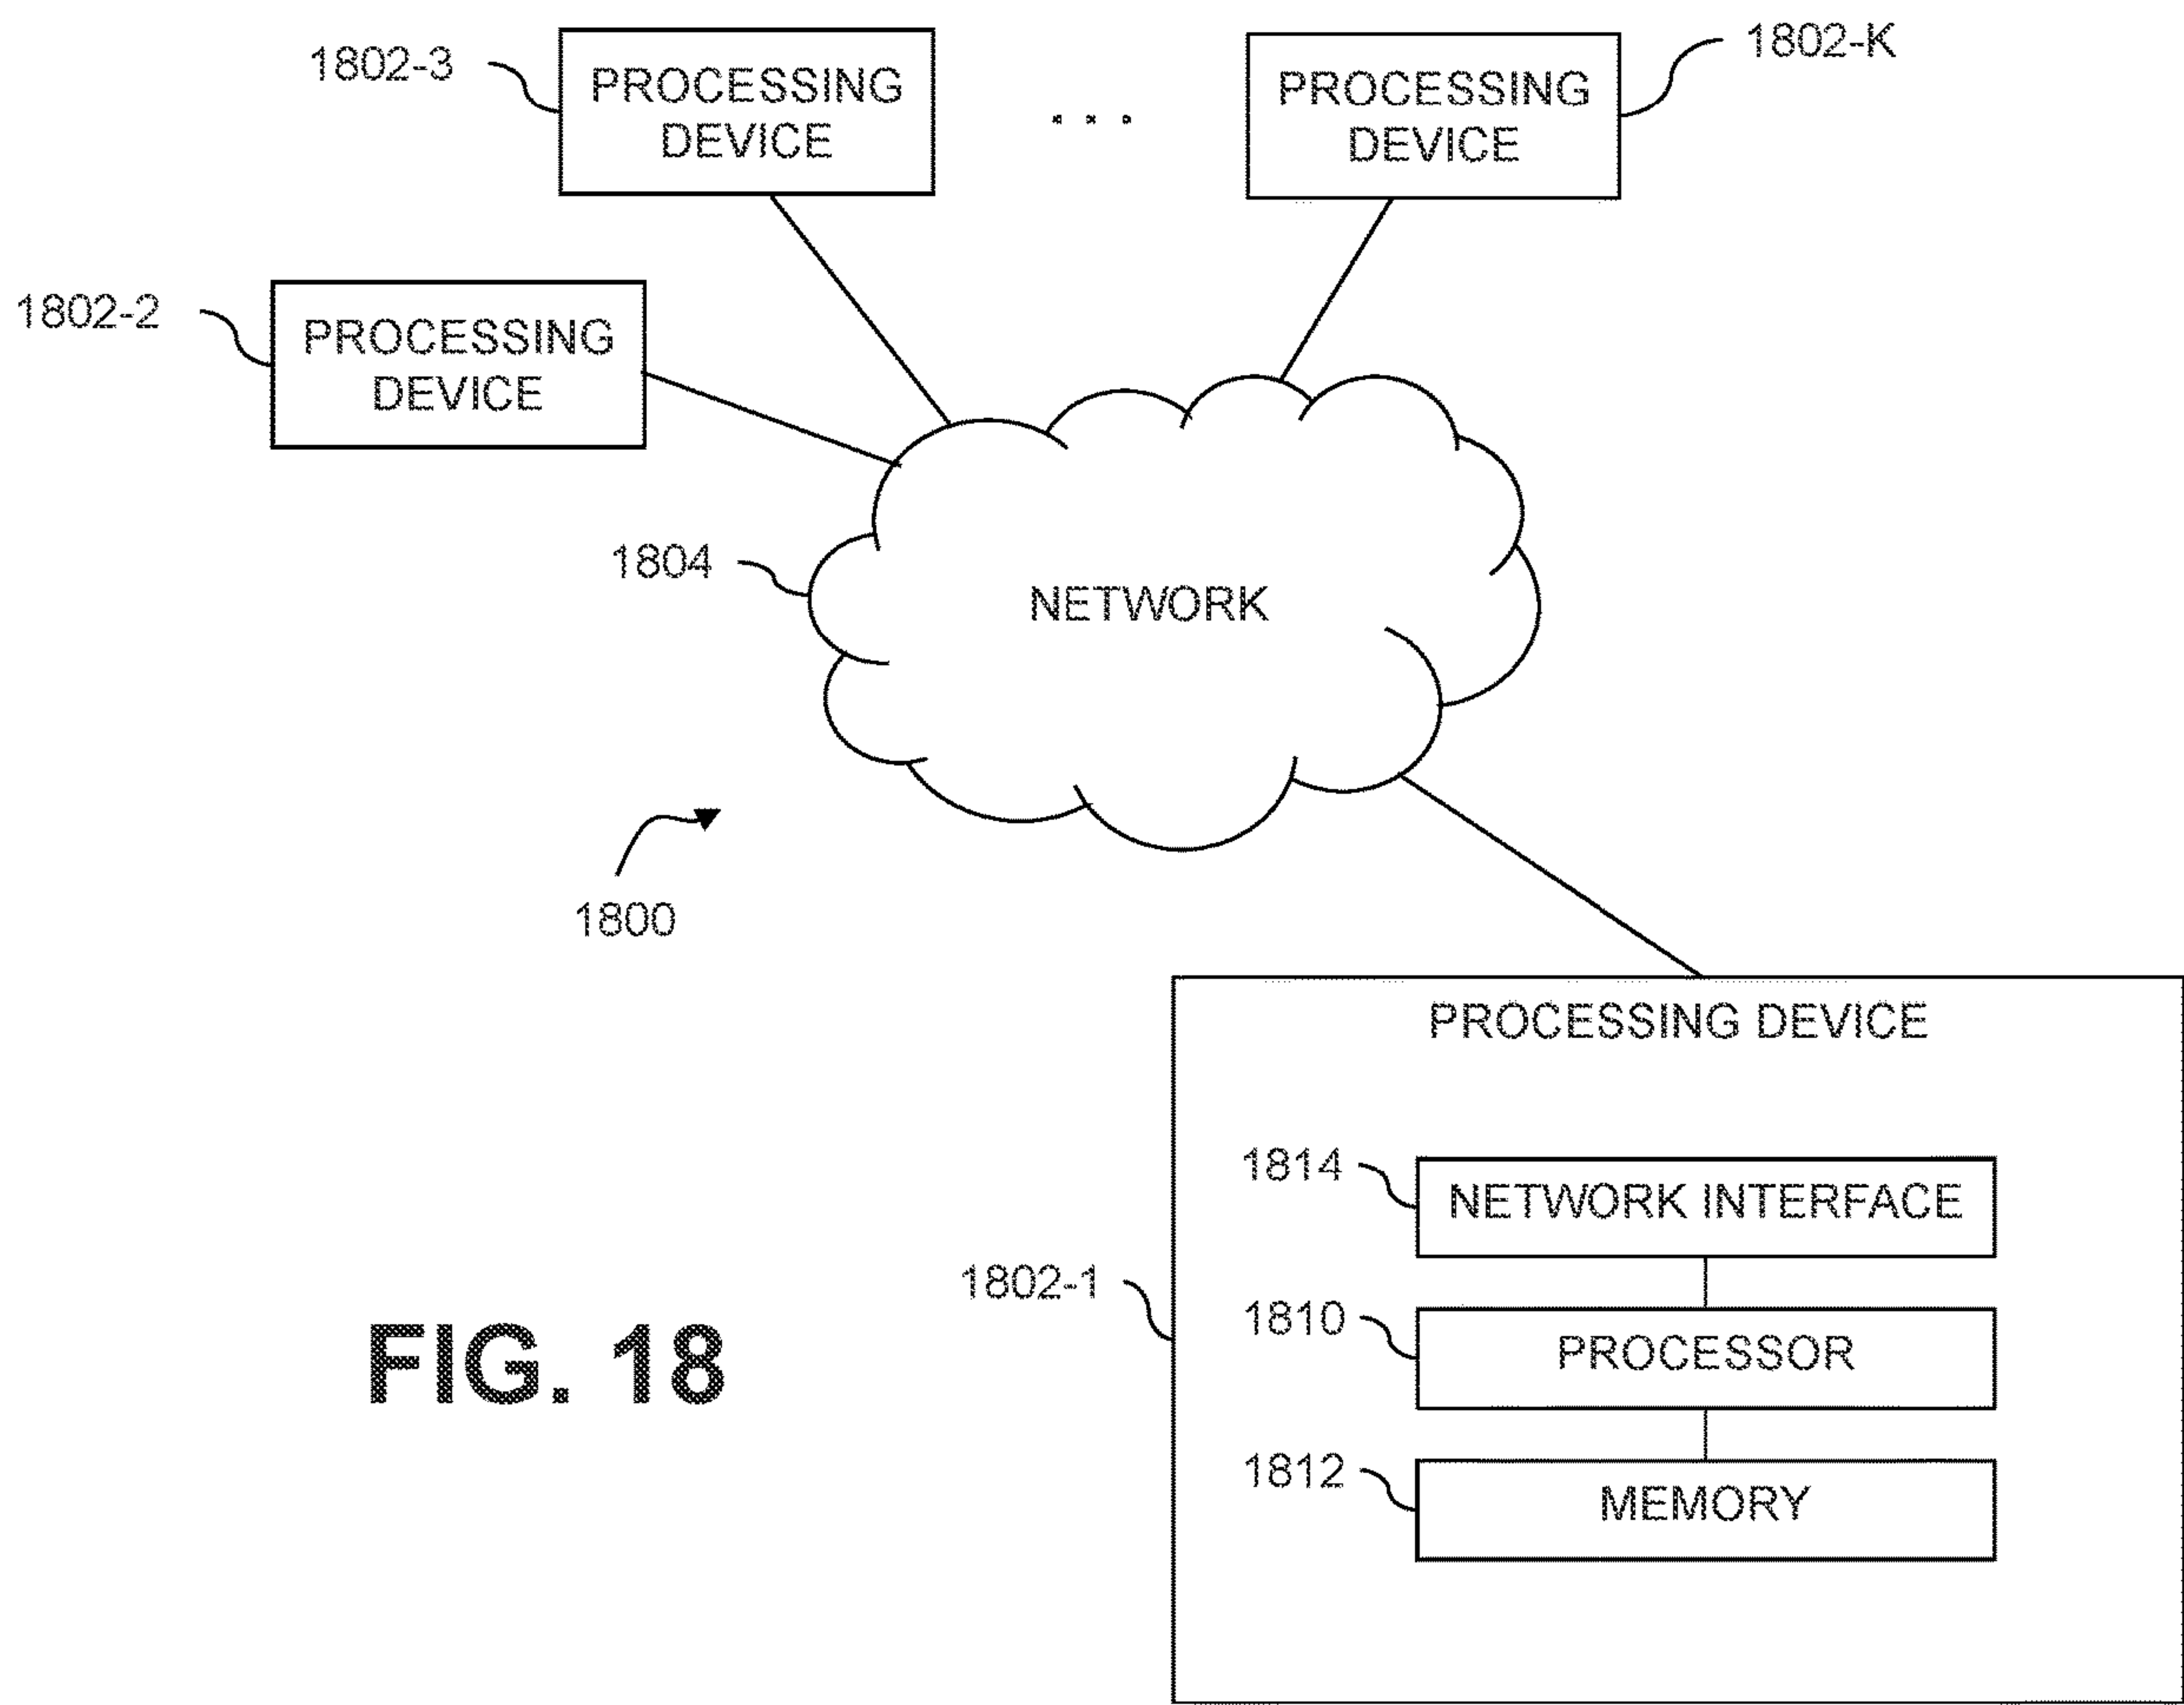 1802-3
PROCESSING
DEVICE
. . .
PROCESSING
DEVICE
1802-K
1802-2
PROCESSING
DEVICE
1804
NETWORK
1800
PROCESSING DEVICE
1814
NETWORK INTERFACE
1802-1
1810
PROCESSOR
1812
MEMORY
FIG. 18